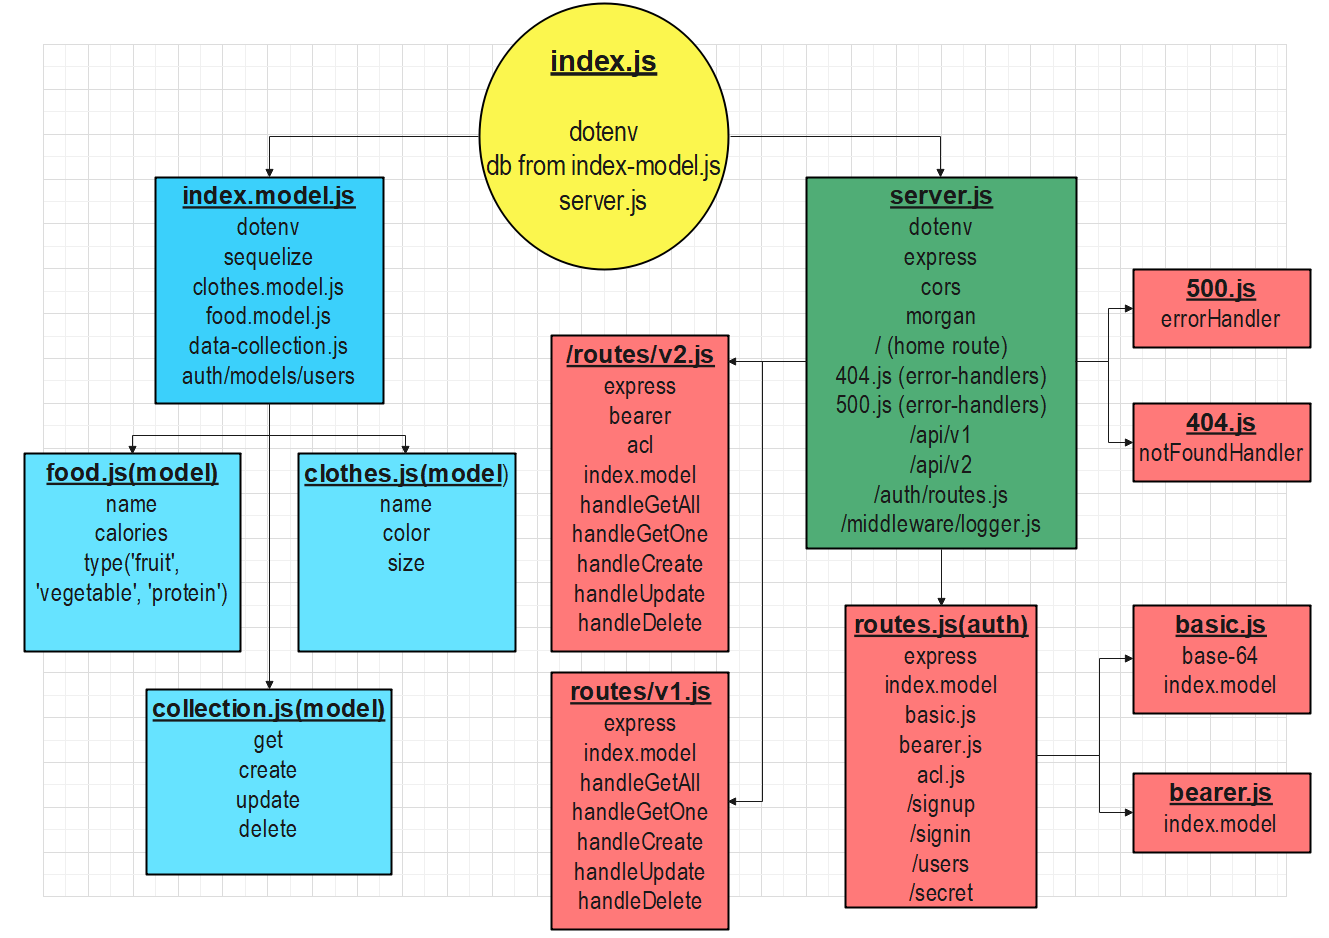 index.js
dotenv
db from index-model.js
server.js
index.model.js
dotenv
sequelize
clothes.model.js
food.model.js
data-collection.js
auth/models/users
server.js
dotenv
express
cors
morgan
/ (home route)
404.js (error-handlers)
500.js (error-handlers)
/api/v1
/api/v2
/auth/routes.js
/middleware/logger.js
500.js
errorHandler
404.js
notFoundHandler
/routes/v2.js
express
bearer
acl
index.model
handleGetAll
handleGetOne
handleCreate
handleUpdate
handleDelete
food.js(model)
name
calories
type('fruit',
'vegetable', 'protein')
clothes.js(model)
name
color
size
collection.js(model)
get
create
update
delete
routes/v1.js
express
index.model
handleGetAll
handleGetOne
handleCreate
handleUpdate
handleDelete
routes.js(auth)
express
index.model
basic.js
bearer.js
acl.js
/signup
/signin
/users
/secret
basic.js
base-64
index.model
bearer.js
index.model